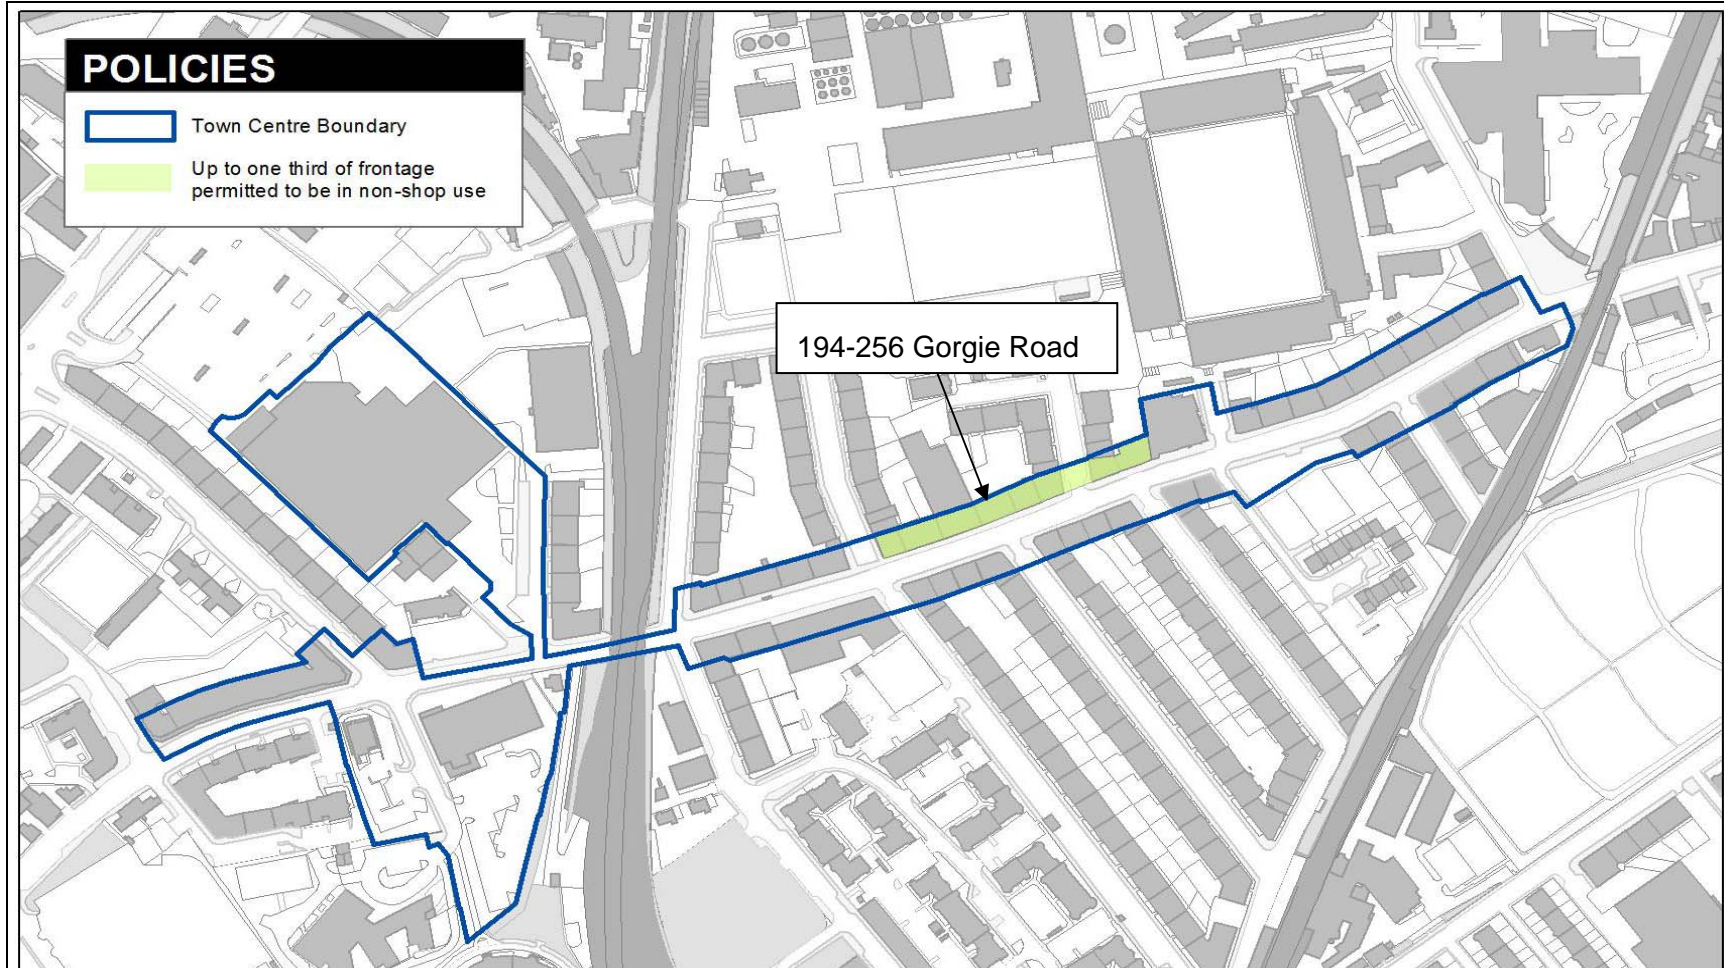 POLICIES
Town Centre Boundary
Up to one third of frontage
permitted to be in non-shop use
194-256 Gorgie Road